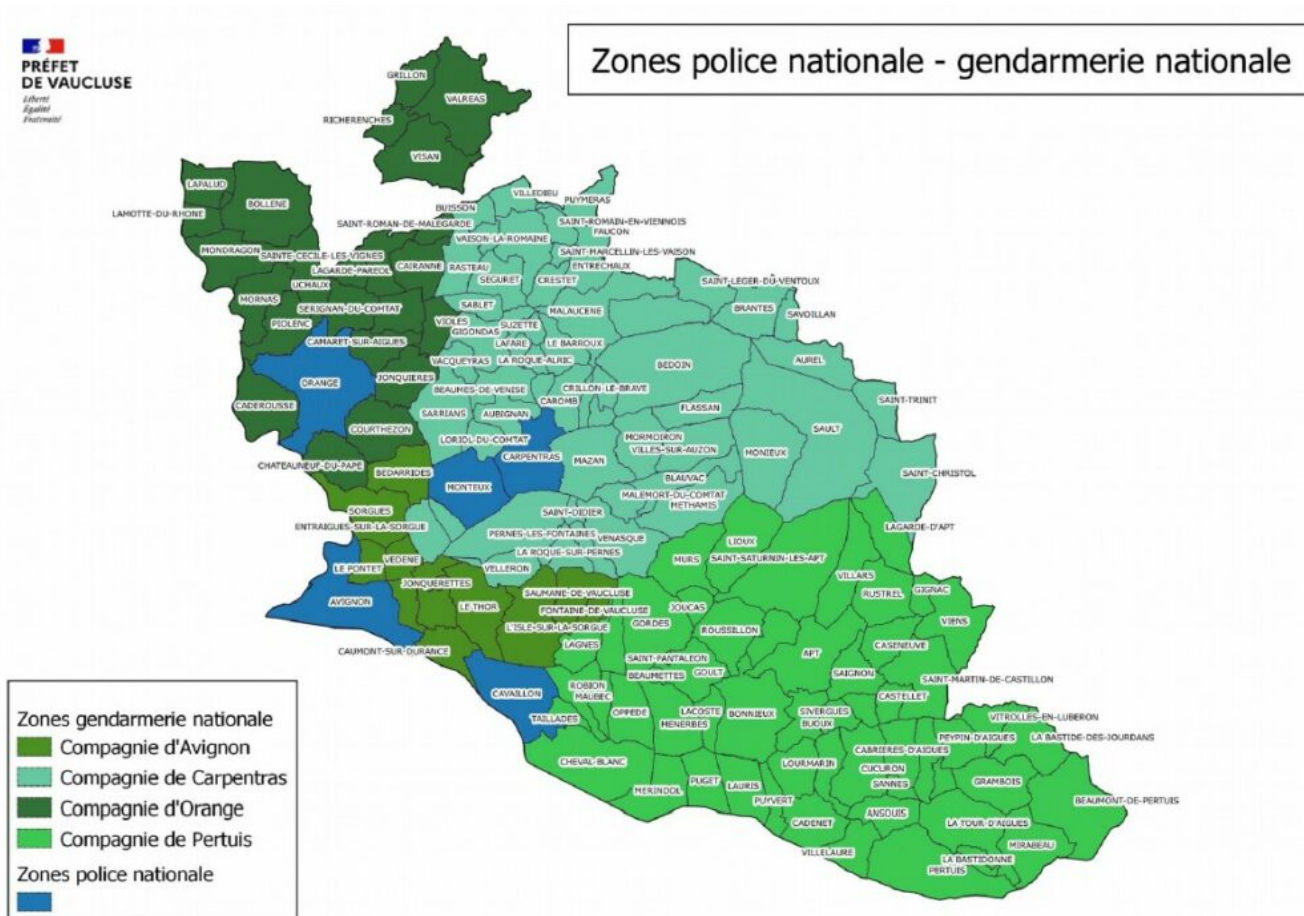 PRÉFET
DE VAUCLUSE
Liberté
Égalité
Fraternité
Zones police nationale - gendarmerie nationale
GRILLON
VALREAS
RICHERENCHES
VISAN
LAPALUD
BOLLENE
LAMOTTE-DU-RHONE
VILLEDIEU
PUYMERAS
BUISSON
SAINT-ROMAN-DE-MALEGARDE
SAINT-ROMAIN-EN-VIENNOIS
FAUCON
VAISON-LA-ROMAINE
MONDRAGON
SAINTE-CECILE-LES-VIGNES
SAINT-MARCELLIN-LES-VAISON
LAGARDE-PAREOL
CAIRANNE
RASTEAU
ENTRECHAUX
UCHAUX
SEGURET
CRESTET
SAINT-LEGER-DU-VENTOUX
MORNAS
SERIGNAN-DU-COMTAT
SABLET
MALAUCENE
BRANTES
SAVOILLAN
PIOLENC
VIOLES
GIGONDAS
SUZETTE
CAMARET-SUR-AIGUES
LAFARE
LE BARROUX
VACQUEYRAS
LA ROQUE-ALRIC
BEDOIN
AUREL
ORANGE
JONQUIERES
BEAUMES-DE-VENISE
CRILLON-LE-BRAVE
SAINT-TRINIT
CADEROUSSE
CAROMB
FLASSAN
SARRIANS
AUBIGNAN
COURTHEZON
SAULT
LORIOL-DU-COMTAT
MORMOIRON
VILLES-SUR-AUZON
MONIEUX
CHATEAUNEUF-DU-PAPE
BEDARRIDES
CARPENTRAS
MAZAN
SAINT-CHRISTOL
MONTEUX
BLAUVAC
MALEMORT-DU-COMTAT
METHAMIS
SORGUES
SAINT-DIDIER
ENTRAIGUES-SUR-LA-SORGUE
LAGARDE-D'APT
PERNES-LES-FONTAINES
VENASQUE
LIOUX
LA ROQUE-SUR-PERNES
MURS
SAINT-SATURNIN-LES-APT
VEDENE
LE PONTET
VELLERON
JONQUERETTES
VILLARS
RUSTREL
GIGNAC
AVIGNON
SAUMANE-DE-VAUCLUSE
LE THOR
FONTAINE-DE-VAUCLUSE
JOUCAS
GORDES
VIENS
L'ISLE-SUR-LA-SORGUE
ROUSSILLON
LAGNES
CASENEUVE
CAUMONT-SUR-DURANCE
SAINT-PANTALEON
APT
BEAUMETTES
GOULT
SAIGNON
SAINT-MARTIN-DE-CASTILLON
CAVAILLON
ROBION
MAUBEC
CASTELLET
TAILLADES
OPPEDE
LACOSTE
MENERBES
BONNIEUX
SIVERGUES
BUOUX
VITROLLES-EN-LUBERON
PEYPIN-D'AIGUES
LA BASTIDE-DES-JOURDANS
CHEVAL-BLANC
LOURMARIN
CABRIERES-D'AIGUES
CUCURON
SANNES
GRAMBOIS
MERINDOL
PUGET
LAURIS
PUYVERT
BEAUMONT-DE-PERTUIS
CADENET
ANSOUIS
LA TOUR-D'AIGUES
MIRABEAU
VILLELAURE
LA BASTIDONNE
PERTUIS
Zones gendarmerie nationale
Compagnie d'Avignon
Compagnie de Carpentras
Compagnie d'Orange
Compagnie de Pertuis
Zones police nationale